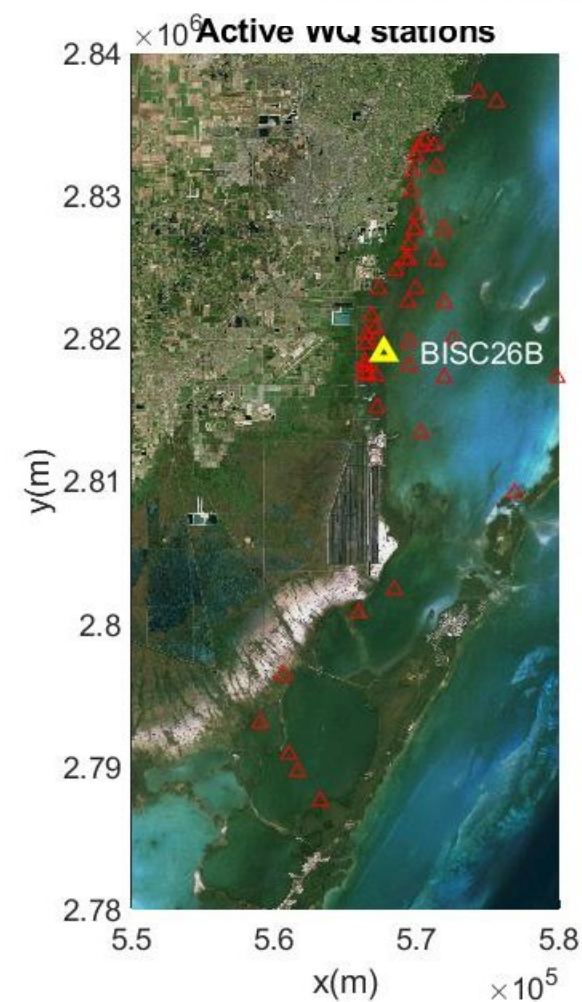 ×10⁶
Active WQ stations
2.84
2.83
2.82
BISC26B
2.81
y(m)
2.8
2.79
2.78
5.5 5.6 5.7 5.8
x(m)
×10⁵